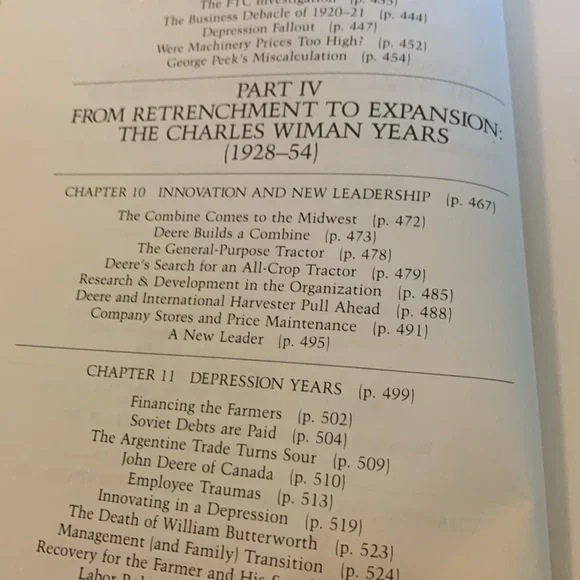 The FTC Investigation (p. 435)
The Business Debacle of 1920–21 (p. 444)
Depression Fallout (p. 447)
Were Machinery Prices Too High? (p. 452)
George Peek's Miscalculation (p. 454)
PART IV
FROM RETRENCHMENT TO EXPANSION:
THE CHARLES WIMAN YEARS
(1928–54)
CHAPTER 10 INNOVATION AND NEW LEADERSHIP (p. 467)
The Combine Comes to the Midwest (p. 472)
Deere Builds a Combine (p. 473)
The General-Purpose Tractor (p. 478)
Deere's Search for an All-Crop Tractor (p. 479)
Research & Development in the Organization (p. 485)
Deere and International Harvester Pull Ahead (p. 488)
Company Stores and Price Maintenance (p. 491)
A New Leader (p. 495)
CHAPTER 11 DEPRESSION YEARS (p. 499)
Financing the Farmers (p. 502)
Soviet Debts are Paid (p. 504)
The Argentine Trade Turns Sour (p. 509)
John Deere of Canada (p. 510)
Employee Traumas (p. 513)
Innovating in a Depression (p. 519)
The Death of William Butterworth (p. 523)
Management (and Family) Transition (p. 524)
Recovery for the Farmer and His
Labor